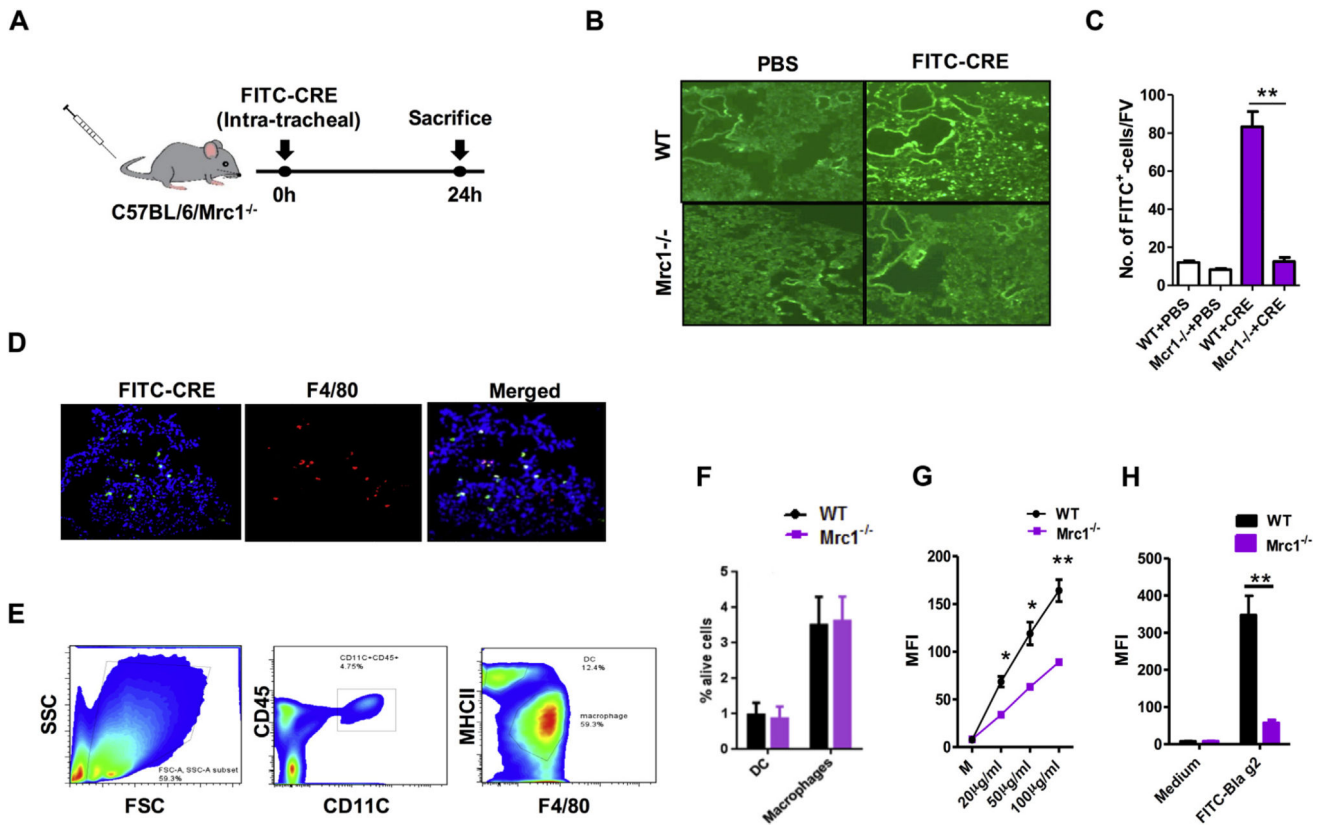 A
FITC-CRE
(Intra-tracheal)
Sacrifice
0h
24h
C57BL/6/Mrc1-/-
B
PBS
FITC-CRE
WT
Mrc1-/-
C
No. of FITC+-cells/FV
100
80
60
40
20
0
**
WT+PBS
Mcr1-/-+PBS
WT+CRE
Mcr1-/-+CRE
D
FITC-CRE
F4/80
Merged
E
SSC
FSC-A, SSC-A subset
59.3%
FSC
CD45
CD11C+CD45+
4.75%
CD11C
MHCII
DC
12.4%
macrophage
59.3%
F4/80
F
WT
Mrc1-/-
% alive cells
5
4
3
2
1
0
DC
Macrophages
G
WT
Mrc1-/-
MFI
200
150
100
50
0
*
*
**
M
20µg/ml
50µg/ml
100µg/ml
H
WT
Mrc1-/-
MFI
500
400
300
200
100
0
**
Medium
FITC-Bla g2